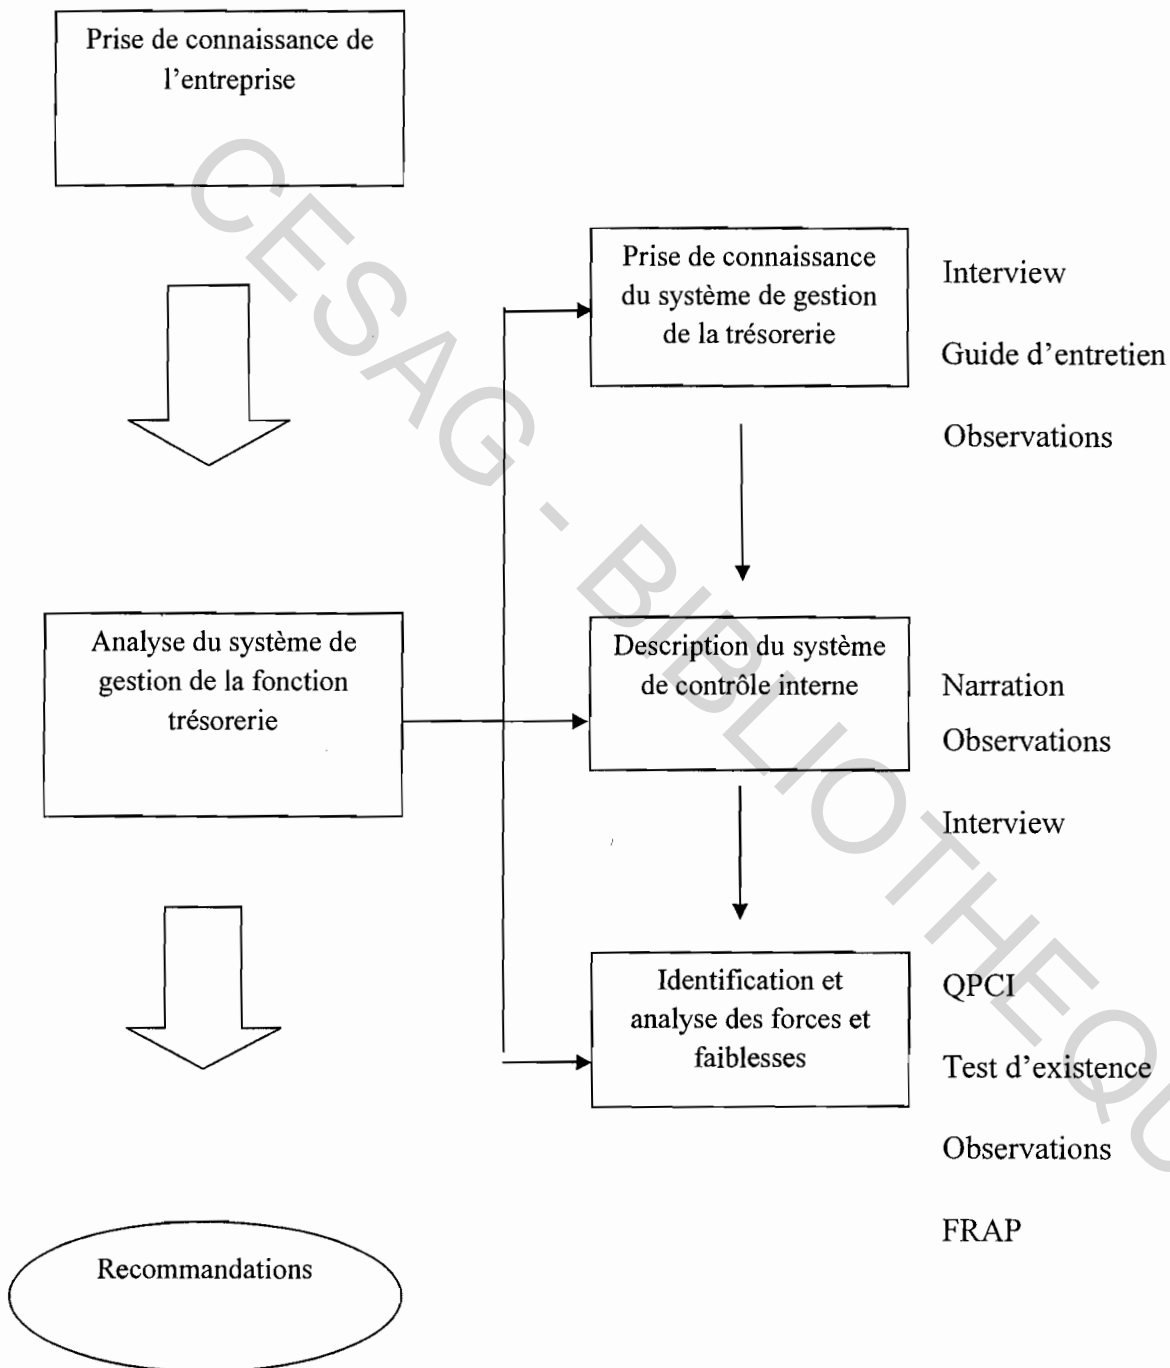 Prise de connaissance de
l'entreprise
Prise de connaissance
du système de gestion
de la trésorerie
Interview
Guide d'entretien
Observations
Analyse du système de
gestion de la fonction
trésorerie
Description du système
de contrôle interne
Narration
Observations
Interview
Identification et
analyse des forces et
faiblesses
QPCI
Test d'existence
Observations
FRAP
Recommandations
CESAG - BIBLIOTHEQU